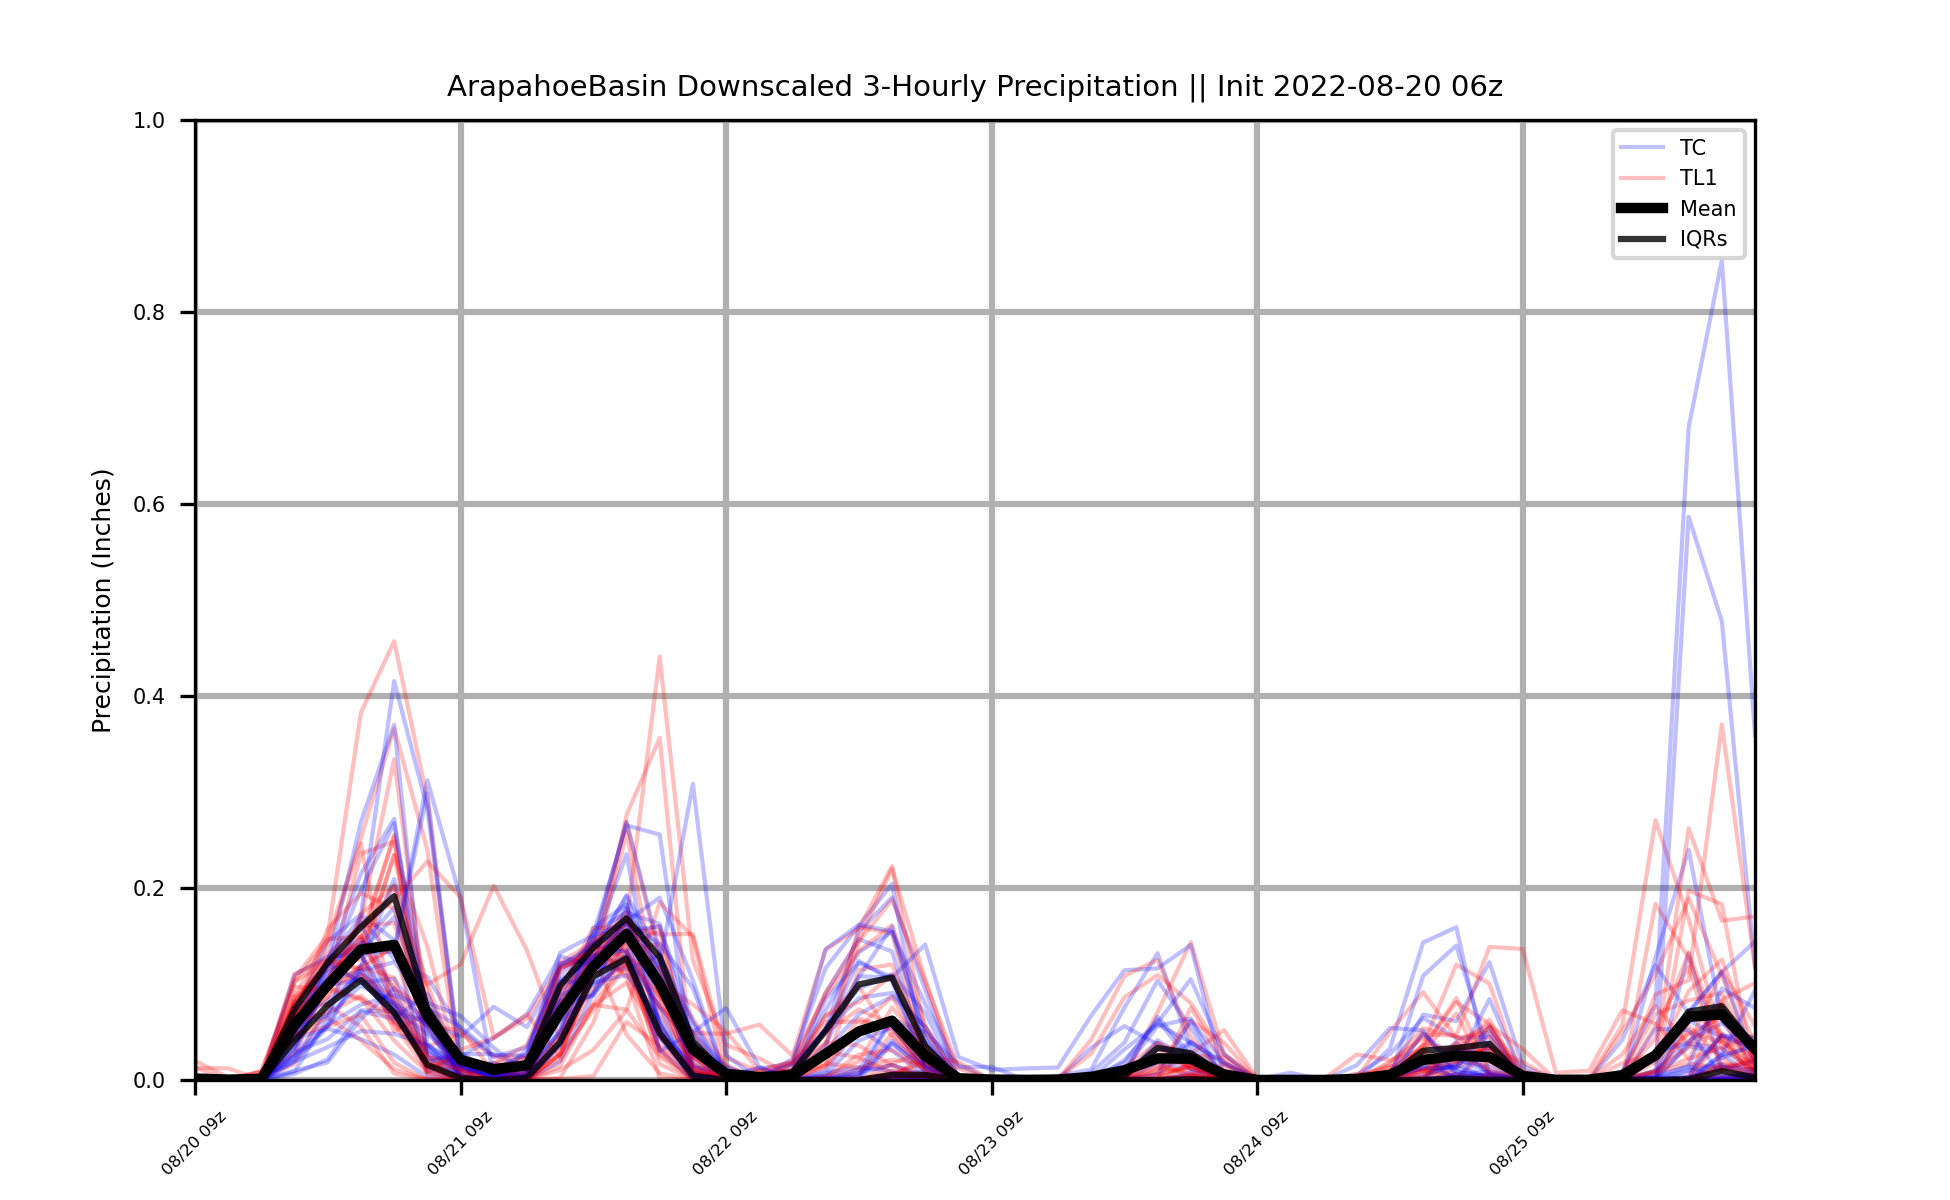 ArapahoeBasin Downscaled 3-Hourly Precipitation || Init 2022-08-20 06z
1.0
0.8
0.6
0.4
0.2
0.0
Precipitation (Inches)
TC
TL1
Mean
IQRs
08/20 09z
08/21 09z
08/22 09z
08/23 09z
08/24 09z
08/25 09z